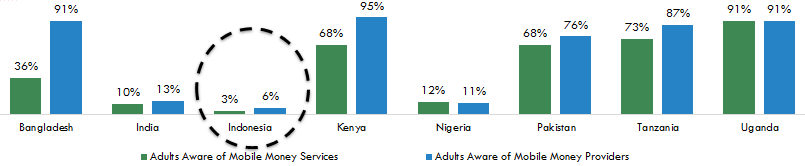 36% 91% 10% 13% 3% 6% 68% 95% 12% 11% 68% 76% 73% 87% 91% 91%
Bangladesh India Indonesia Kenya Nigeria Pakistan Tanzania Uganda
Adults Aware of Mobile Money Services Adults Aware of Mobile Money Providers